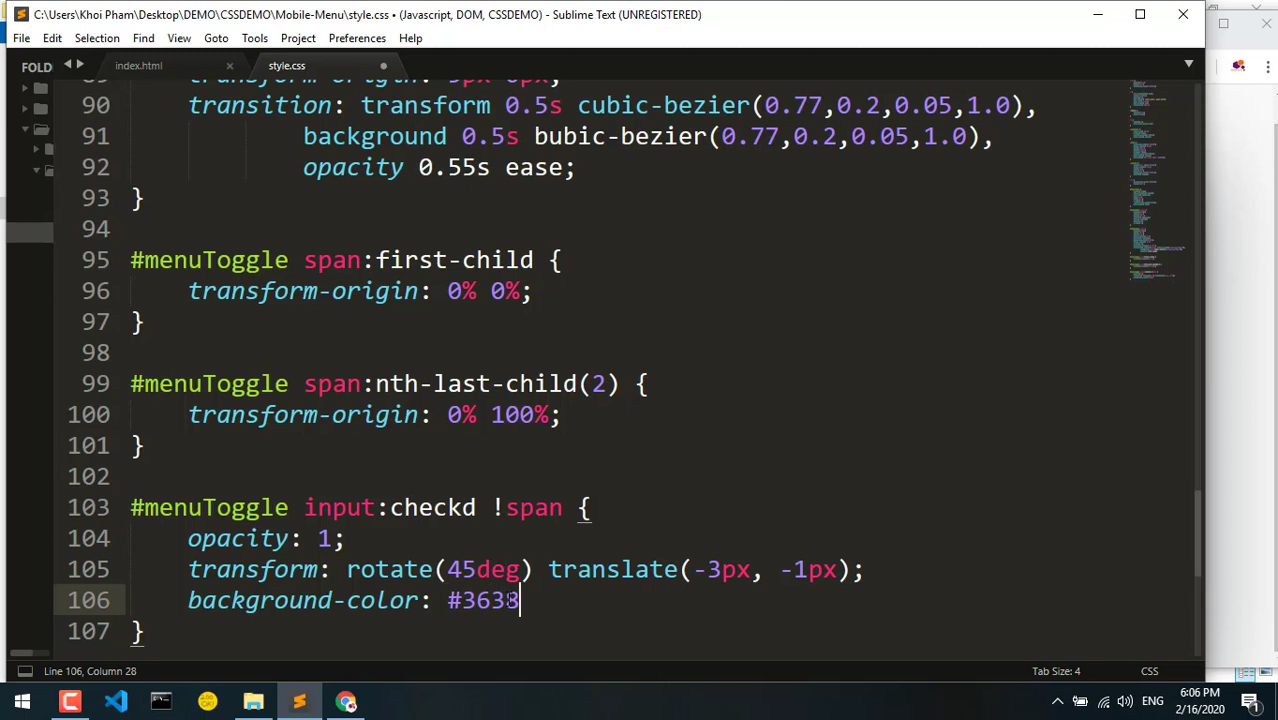 C:\Users\Khoi Pham\Desktop\DEMO\CSSDEMO\Mobile-Menu\style.css • (Javascript, DOM, CSSDEMO) - Sublime Text (UNREGISTERED)
File Edit Selection Find View Goto Tools Project Preferences Help
FOLD
index.html
style.css
90 transition: transform 0.5s cubic-bezier(0.77,0.2,0.05,1.0),
91 background 0.5s bubic-bezier(0.77,0.2,0.05,1.0),
92 opacity 0.55s ease;
93 }
94
95 #menuToggle span:first-child {
96 transform-origin: 0% 0%;
97 }
98
99 #menuToggle span:nth-last-child(2) {
100 transform-origin: 0% 100%;
101 }
102
103 #menuToggle input:checkd !span {
104 opacity: 1;
105 transform: rotate(45deg) translate(-3px, -1px);
106 background-color: #3638
107 }
Line 106, Column 28
Tab Size: 4
CSS
ENG
6:06 PM
2/16/2020